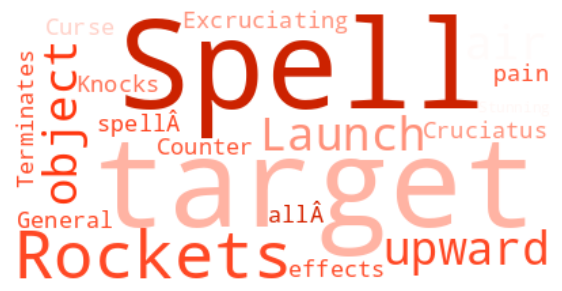 Curse
Excruciating
Spell
air
pain
Terminates
object
Knocks
spellÂ
Counter
Launch
Cruciatus
target
General
allÂ
Rockets
effects
upward